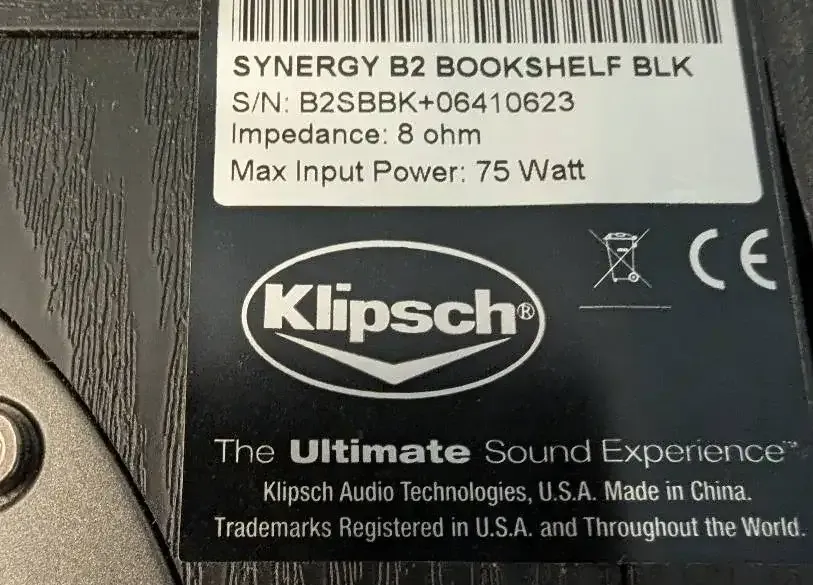 SYNERGY B2 BOOKSHELF BLK
S/N: B2SBBK+06410623
Impedance: 8 ohm
Max Input Power: 75 Watt
CE
Klipsch®
The Ultimate Sound Experience™
Klipsch Audio Technologies, U.S.A. Made in China.
Trademarks Registered in U.S.A. and Throughout the World.